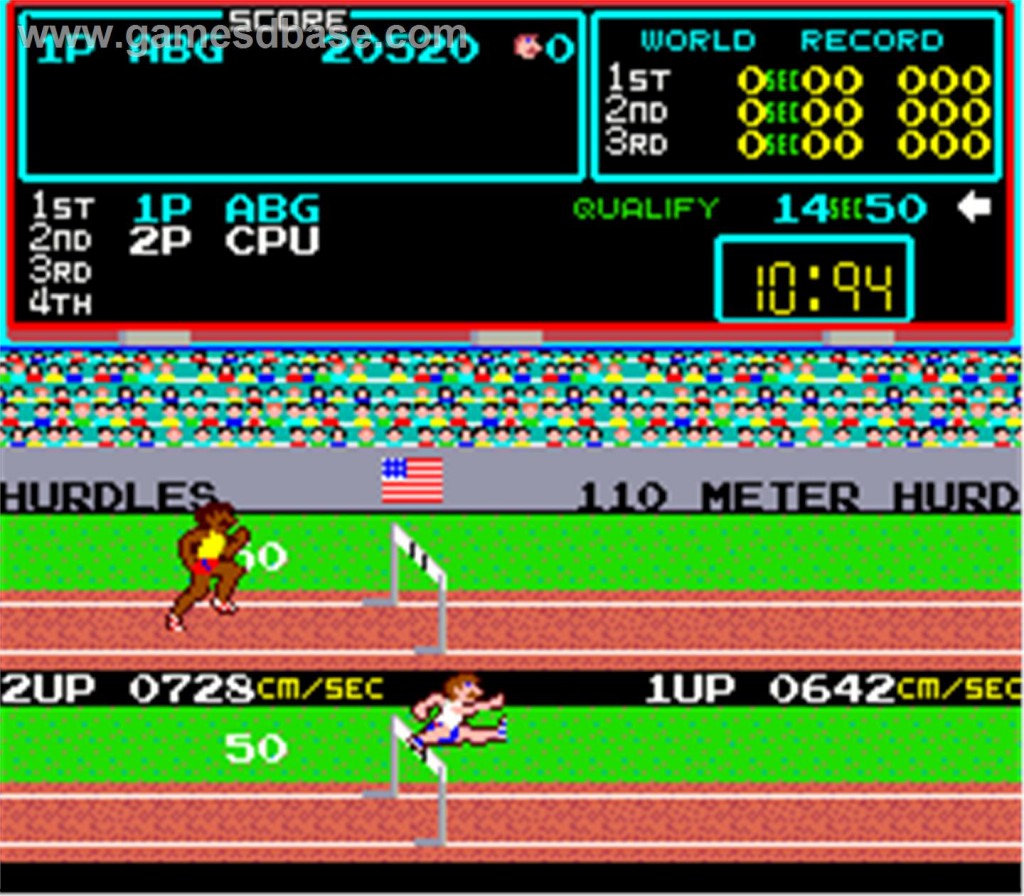 SCORE
www.gamesdbase.com
1P ABG 20520 0
WORLD RECORD
1ST 0SEC00 000
2ND 0SEC00 000
3RD 0SEC00 000
1ST 1P ABG
2ND 2P CPU
3RD
4TH
QUALIFY 14SEC50
10:94
HURDLES 110 METER HURD
50
2UP 0728CM/SEC 1UP 0642CM/SEC
50